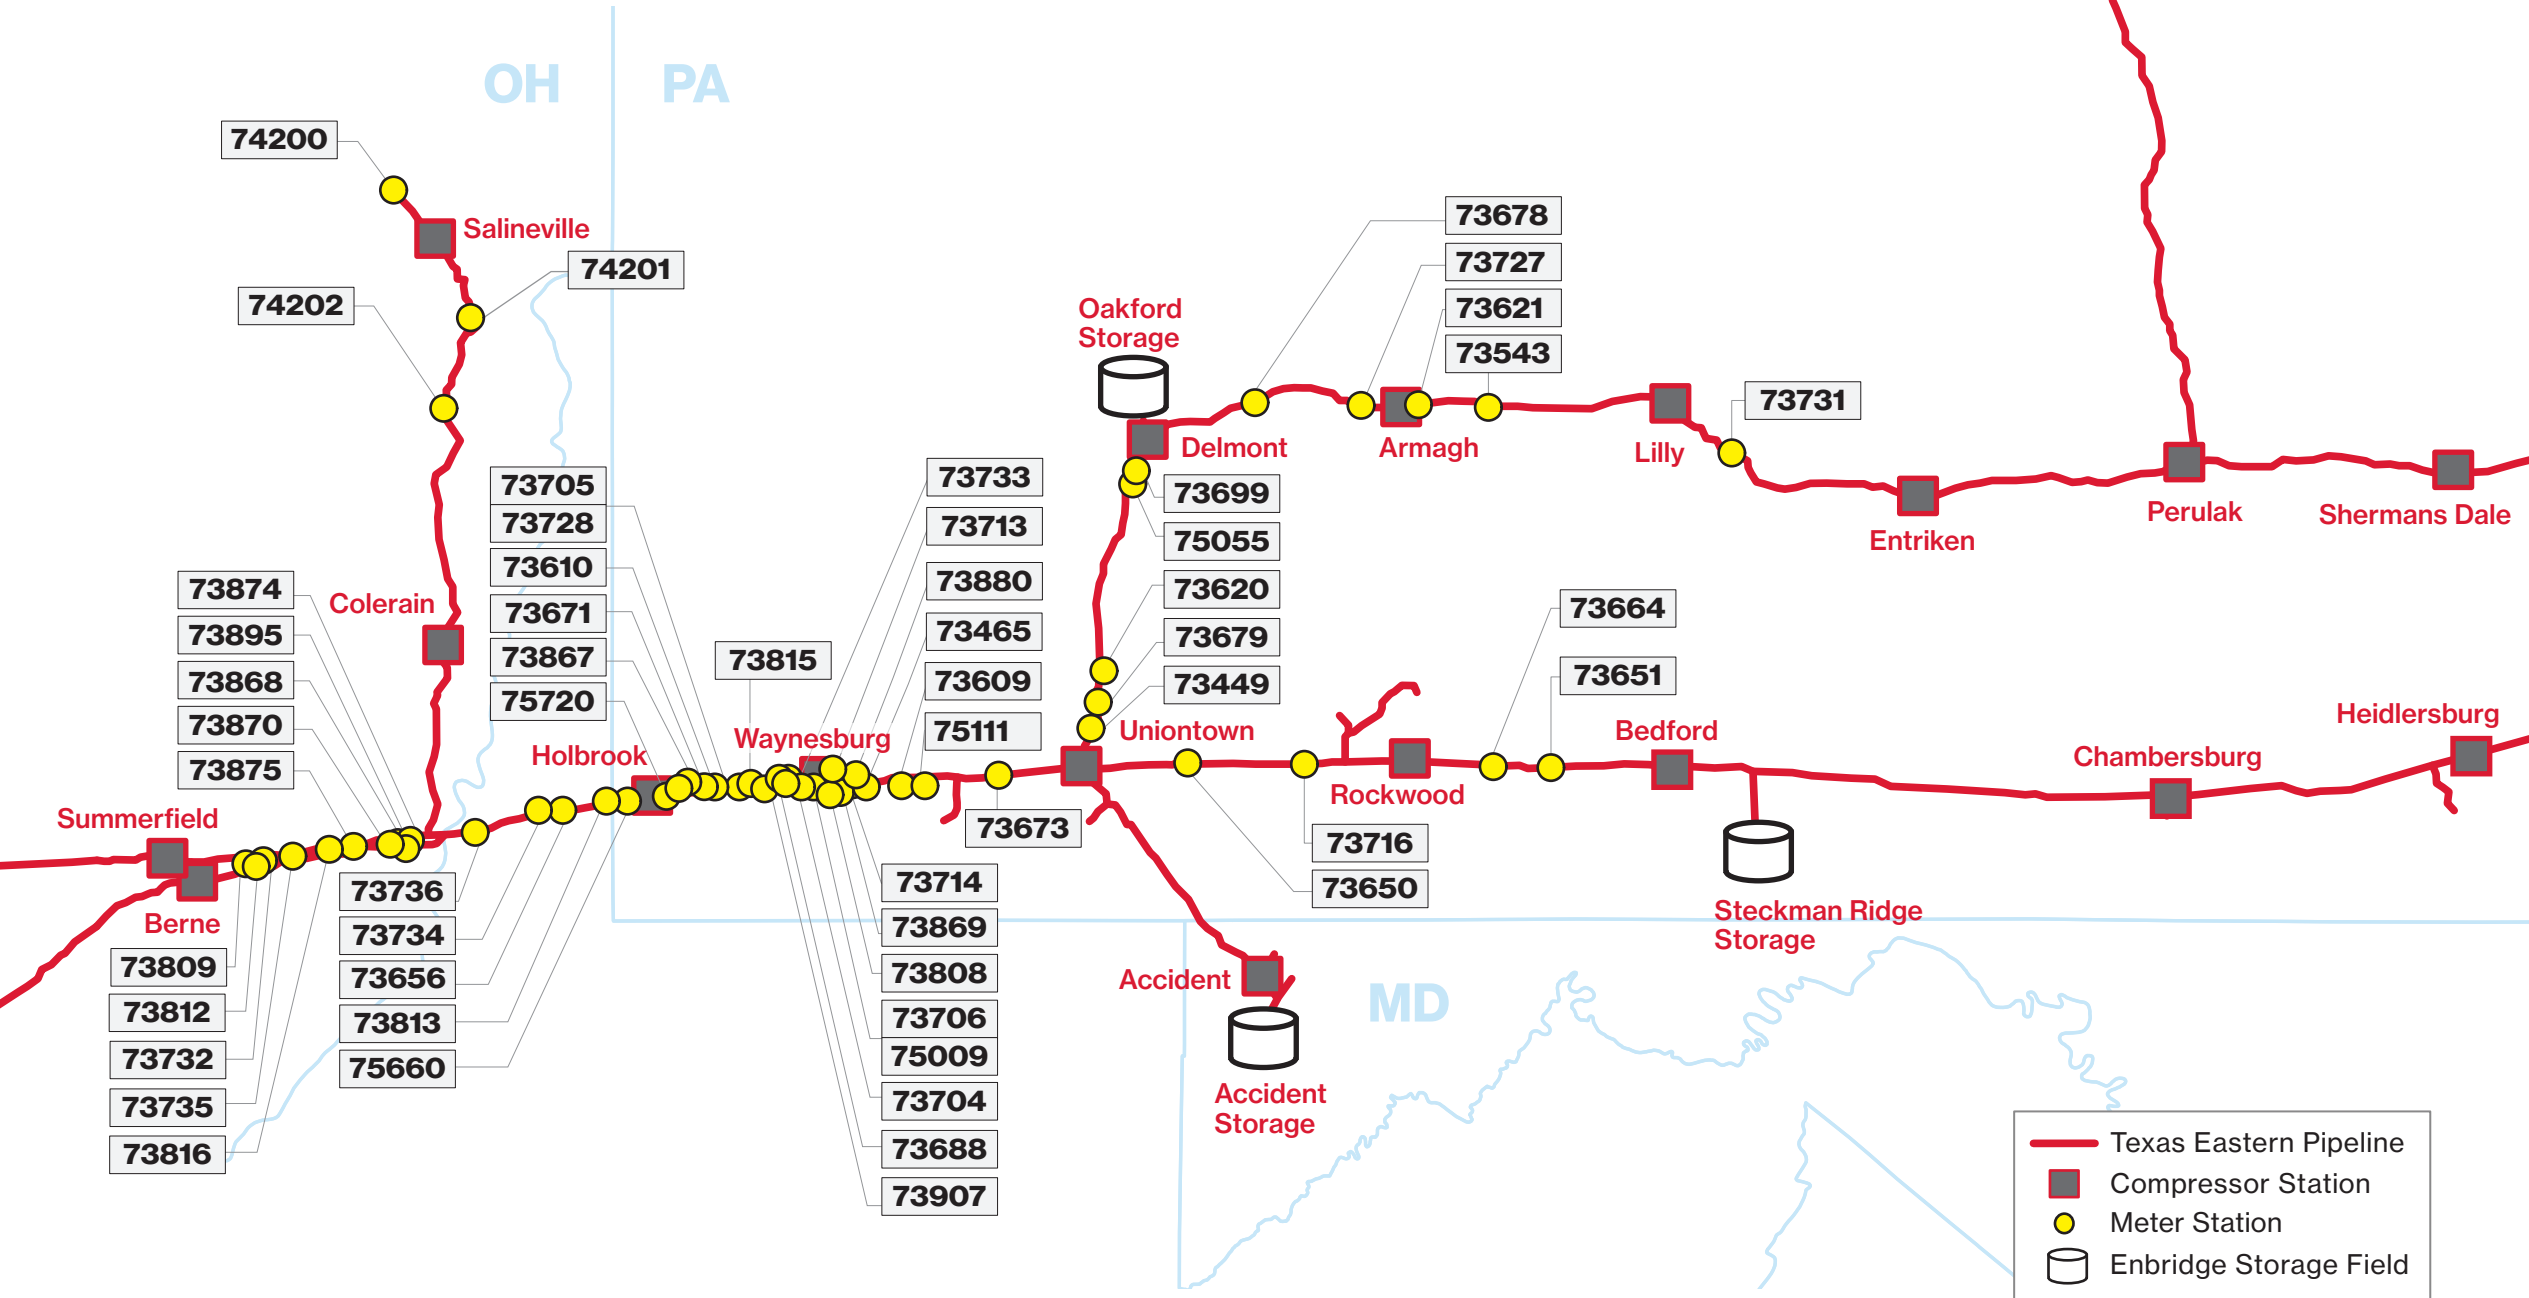 OH
PA
74200
Salineville
74201
74202
73678
73727
73621
73543
Oakford
Storage
Delmont
Armagh
Lilly
73731
Entriken
Perulak
Shermans Dale
73699
75055
73620
73679
73449
73705
73728
73610
73671
73867
75720
73733
73713
73880
73465
73609
75111
73815
73874
73895
73868
73870
73875
Colerain
Holbrook
Waynesburg
Uniontown
73664
73651
Bedford
Heidlersburg
Chambersburg
Rockwood
73673
73716
73650
Summerfield
Berne
73809
73812
73732
73735
73816
73736
73734
73656
73813
75660
73714
73869
73808
73706
75009
73704
73688
73907
Steckman Ridge
Storage
Accident
MD
Accident
Storage
Texas Eastern Pipeline
Compressor Station
Meter Station
Enbridge Storage Field